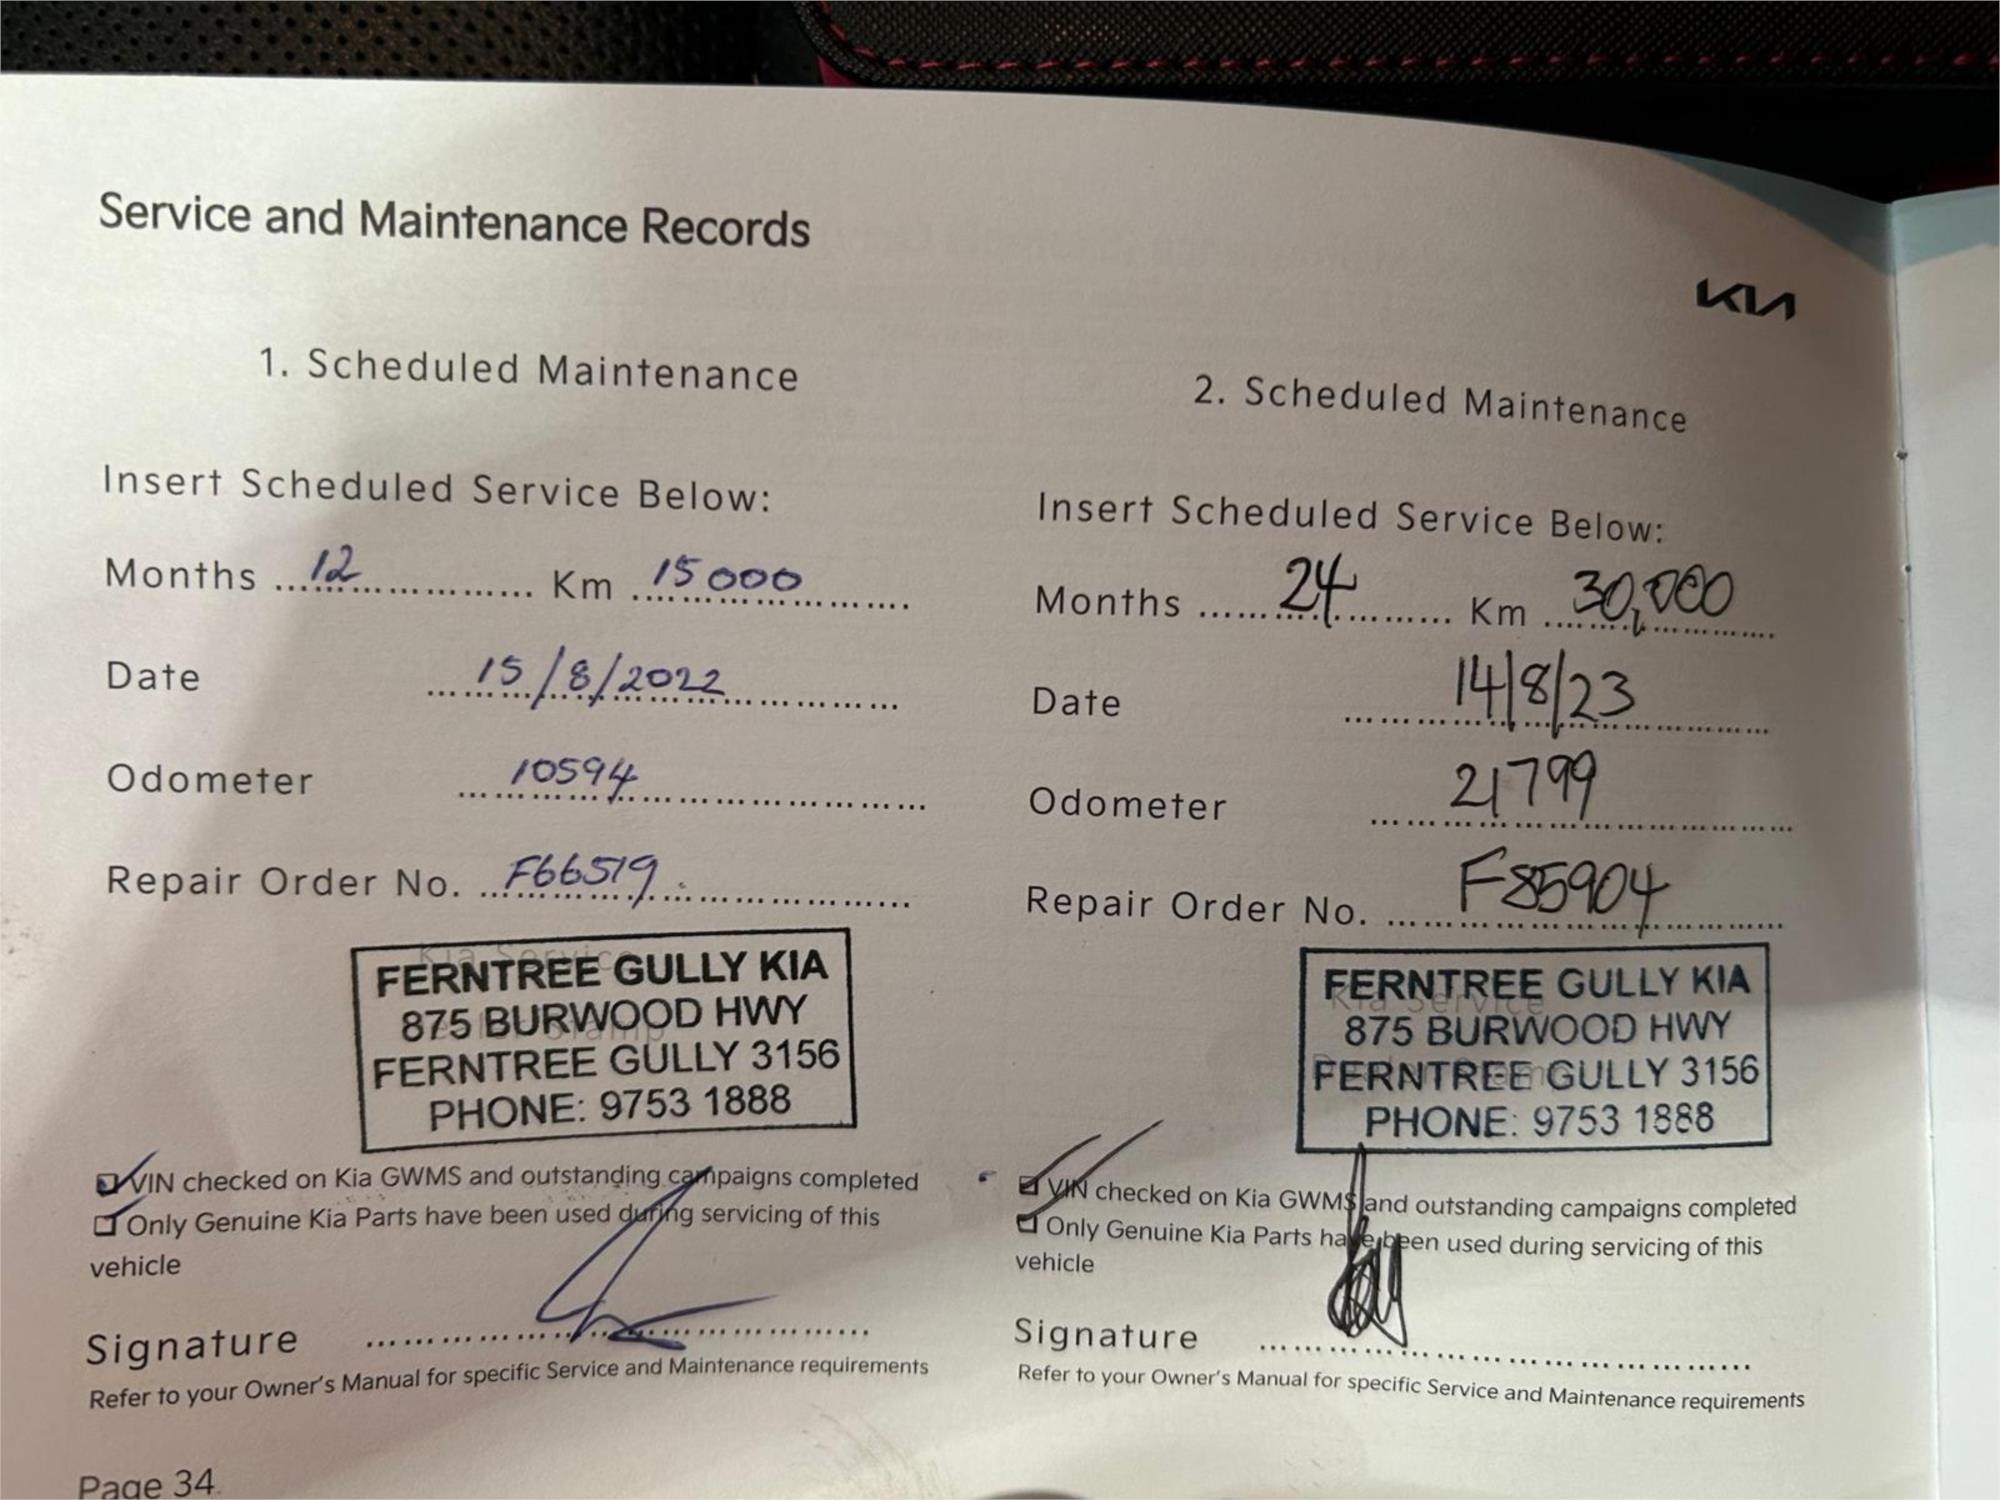 Service and Maintenance Records
KIA
1. Scheduled Maintenance
Insert Scheduled Service Below:
Months 12 Km 15000
Date 15/8/2022
Odometer 10594
Repair Order No. F66519
FERNTREE GULLY KIA
875 BURWOOD HWY
FERNTREE GULLY 3156
PHONE: 9753 1888
VIN checked on Kia GWMS and outstanding campaigns completed
Only Genuine Kia Parts have been used during servicing of this
vehicle
Signature
Refer to your Owner's Manual for specific Service and Maintenance requirements
Page 34
2. Scheduled Maintenance
Insert Scheduled Service Below:
Months 24 Km 30,000
Date 14/8/23
Odometer 21799
Repair Order No. F85904
FERNTREE GULLY KIA
875 BURWOOD HWY
FERNTREE GULLY 3156
PHONE: 9753 1888
VIN checked on Kia GWMS and outstanding campaigns completed
Only Genuine Kia Parts have been used during servicing of this
vehicle
Signature
Refer to your Owner's Manual for specific Service and Maintenance requirements